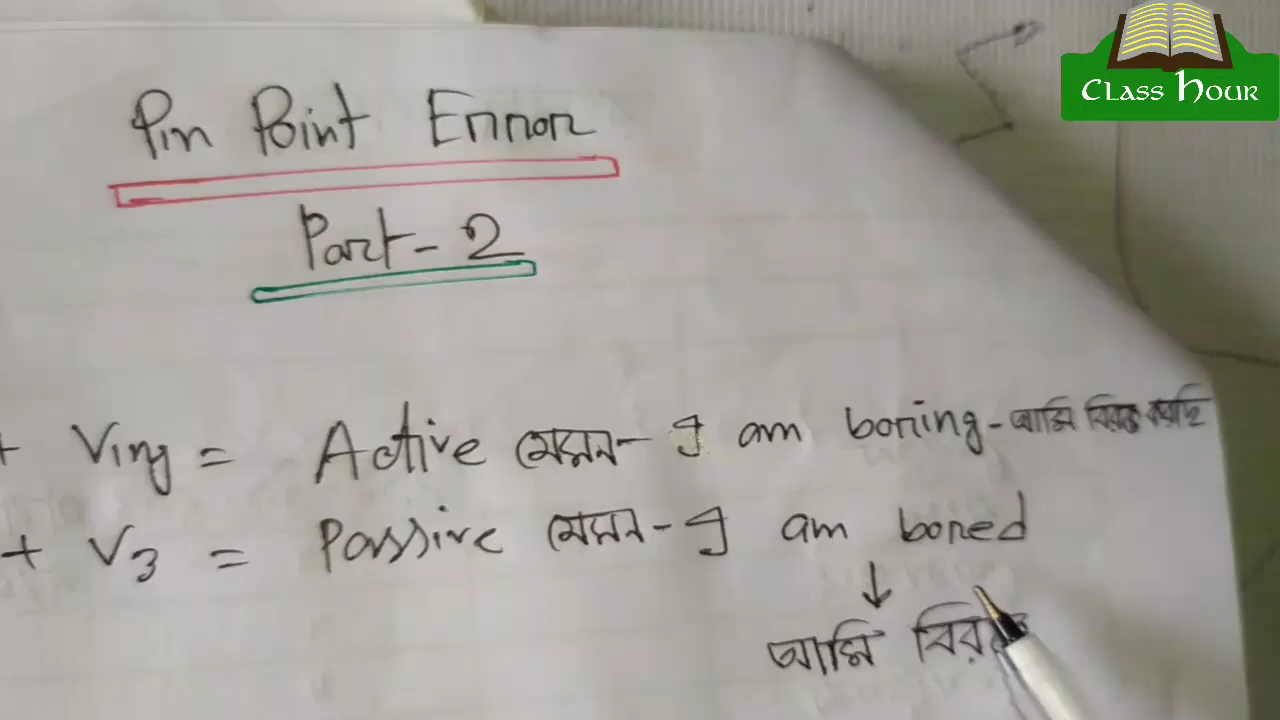 CLASS HOUR
Pin Point Error
Part-2
+ Ving = Active যেমন- I am boring - আমি বিরক্ত করছি
+ V3 = Passive যেমন- I am bored
↓
আমি